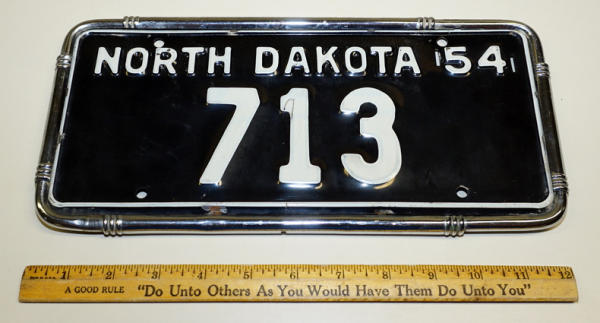 NORTH DAKOTA 54
713
1 2 3 4 5 6 7 8 9 10 11 12
A GOOD RULE "Do Unto Others As You Would Have Them Do Unto You"